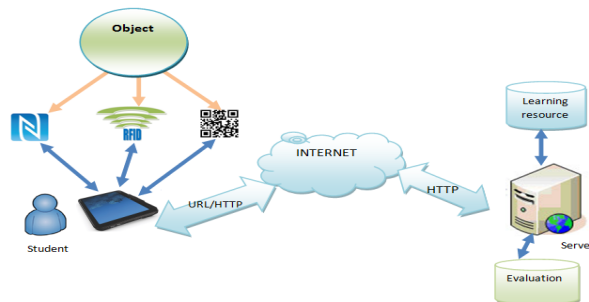 Object
RFID
INTERNET
Learning
resource
HTTP
URL/HTTP
Student
Serve
Evaluation